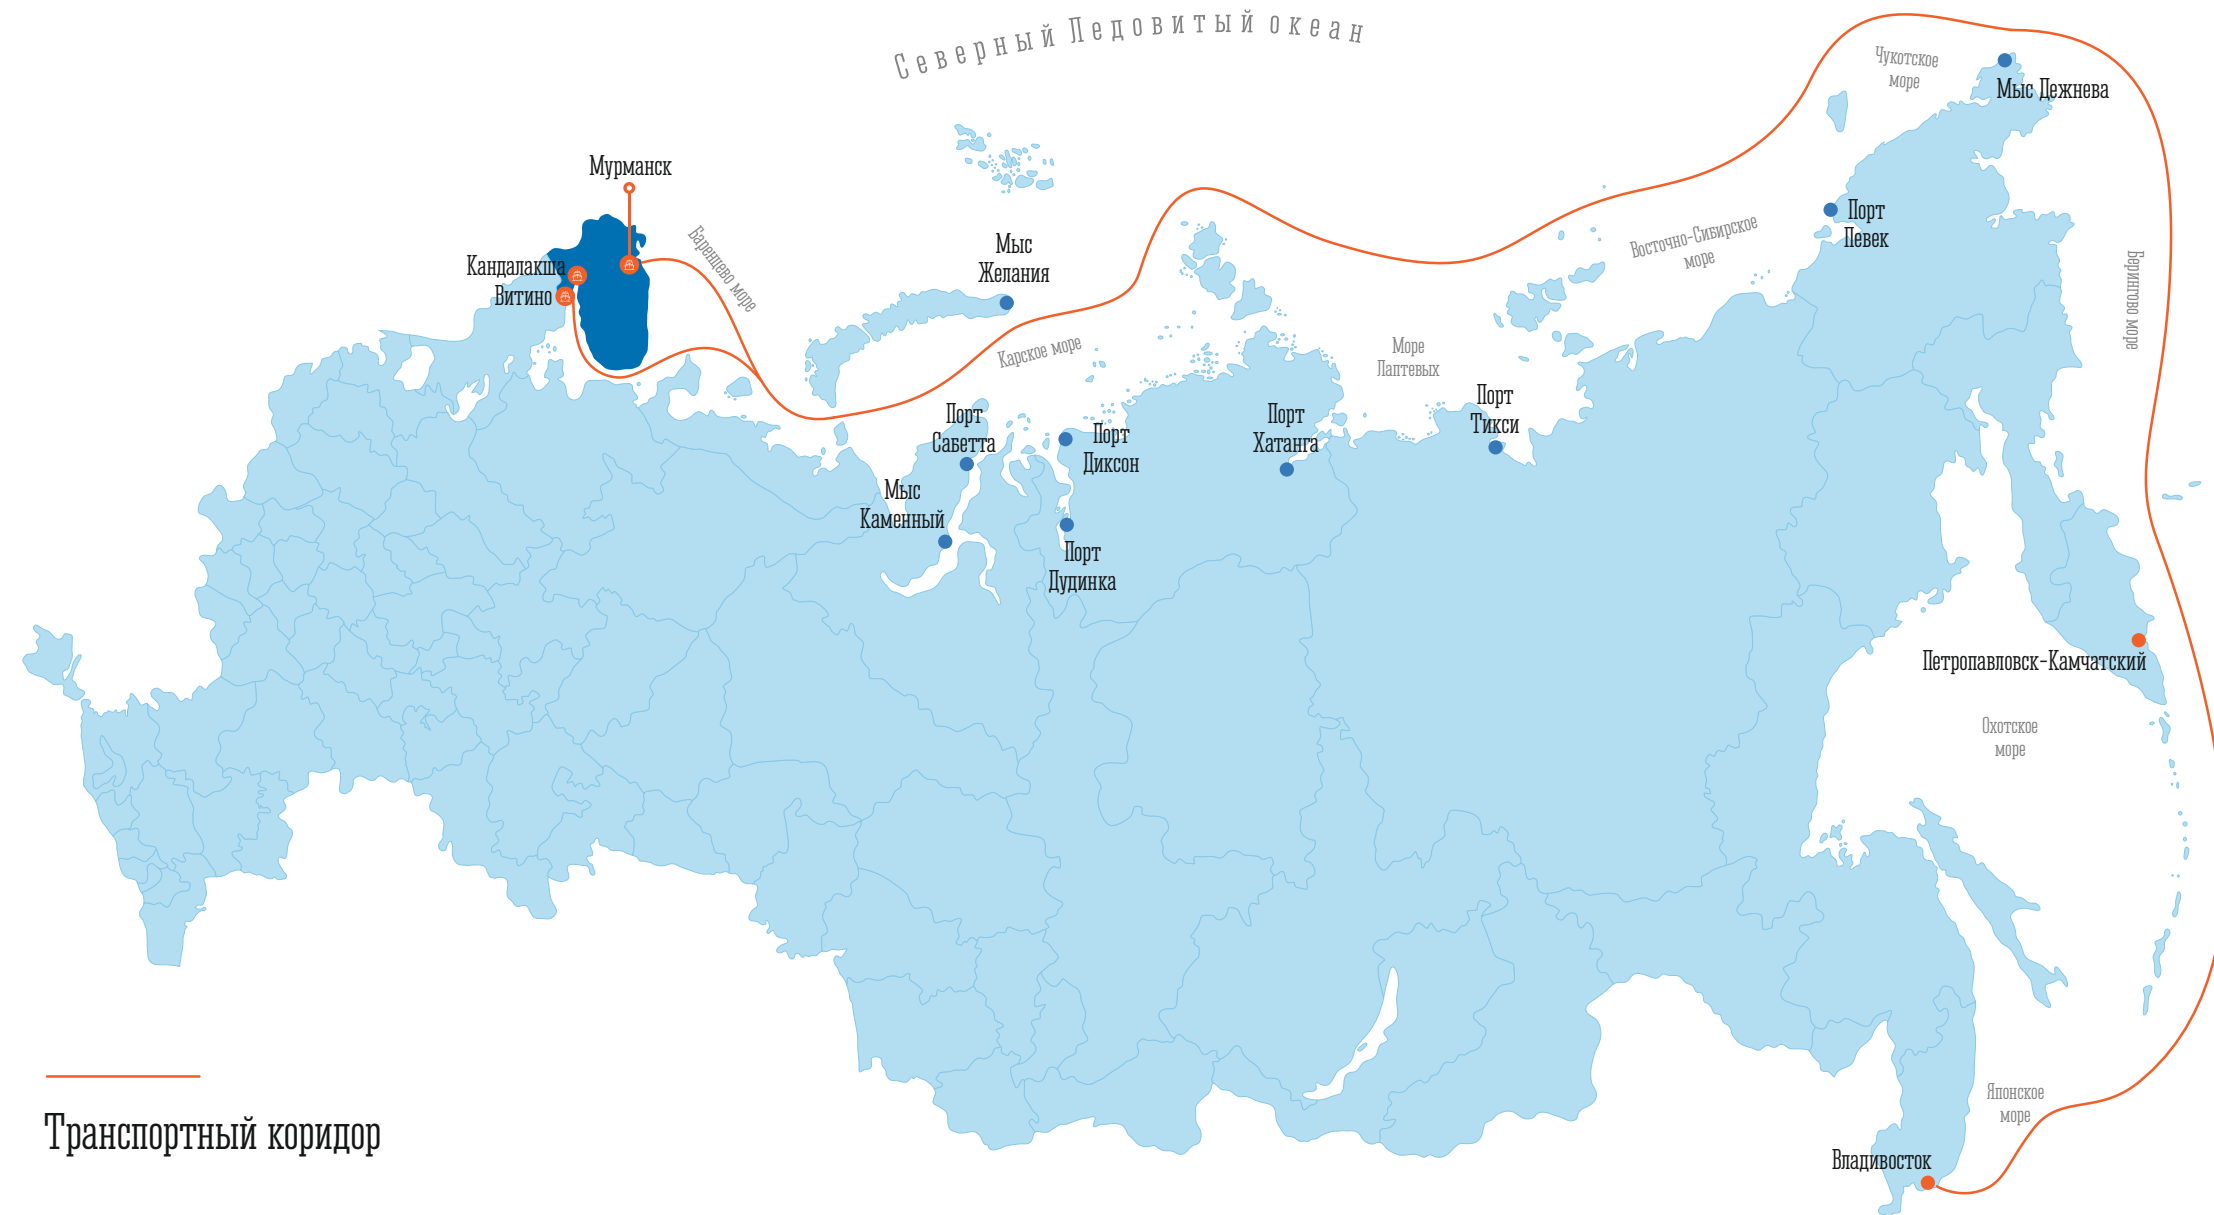 Северный Ледовитый океан
Чукотское
море
Мыс Дежнева
Мурманск
Баренцево море
Мыс
Желания
Порт
Певек
Восточно-Сибирское
море
Берингово море
Кандалакша
Витино
Карское море
Море
Лаптевых
Порт
Сабетта
Порт
Диксон
Порт
Хатанга
Порт
Тикси
Мыс
Каменный
Порт
Дудинка
Петропавловск-Камчатский
Охотское
море
Японское
море
Транспортный коридор
Владивосток